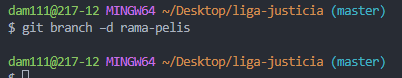 dam111@217-12 MINGW64 ~/Desktop/liga-justicia (master)
$ git branch -d rama-pelis
dam111@217-12 MINGW64 ~/Desktop/liga-justicia (master)
$